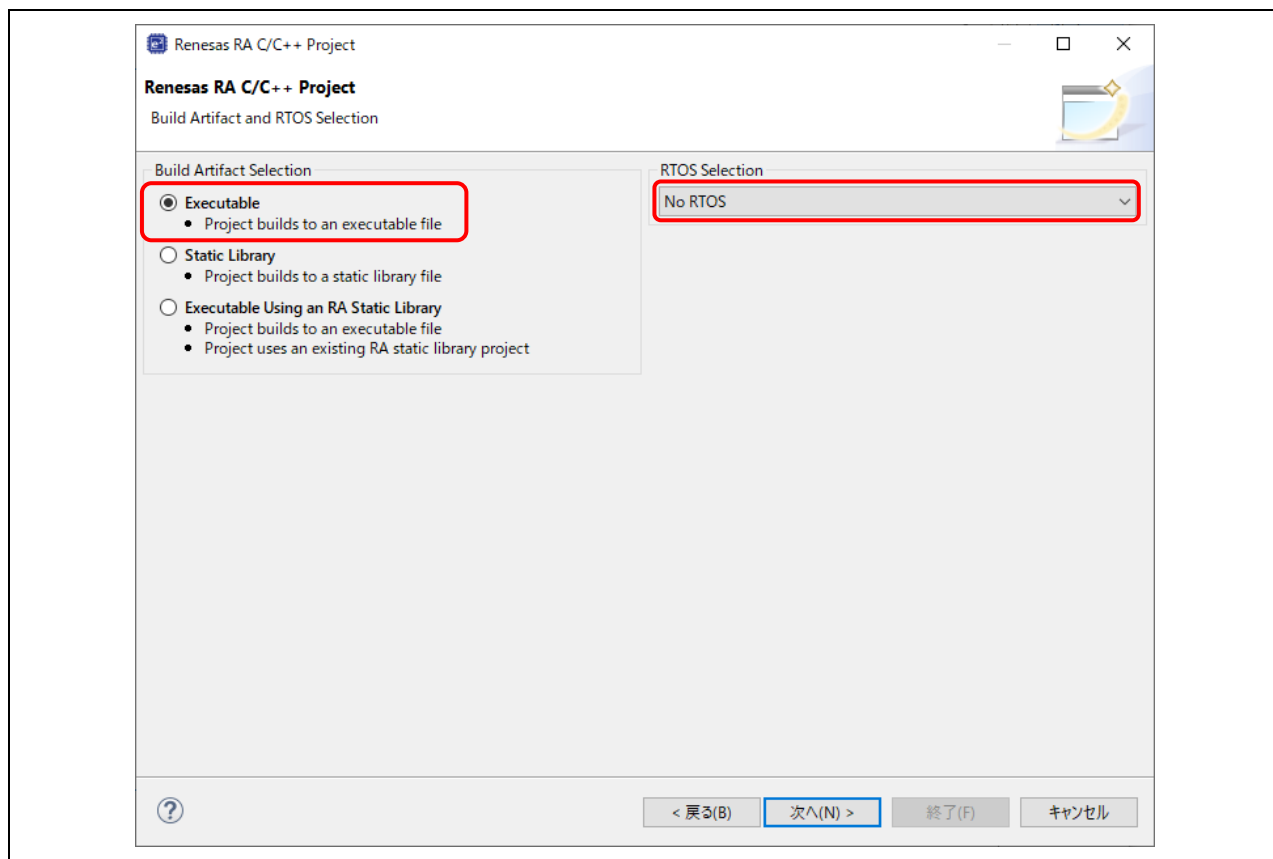 Renesas RA C/C++ Project
Renesas RA C/C++ Project
Build Artifact and RTOS Selection
Build Artifact Selection
Executable
• Project builds to an executable file
Static Library
• Project builds to a static library file
Executable Using an RA Static Library
• Project builds to an executable file
• Project uses an existing RA static library project
RTOS Selection
No RTOS
< 戻る(B)
次へ(N) >
終了(F)
キャンセル